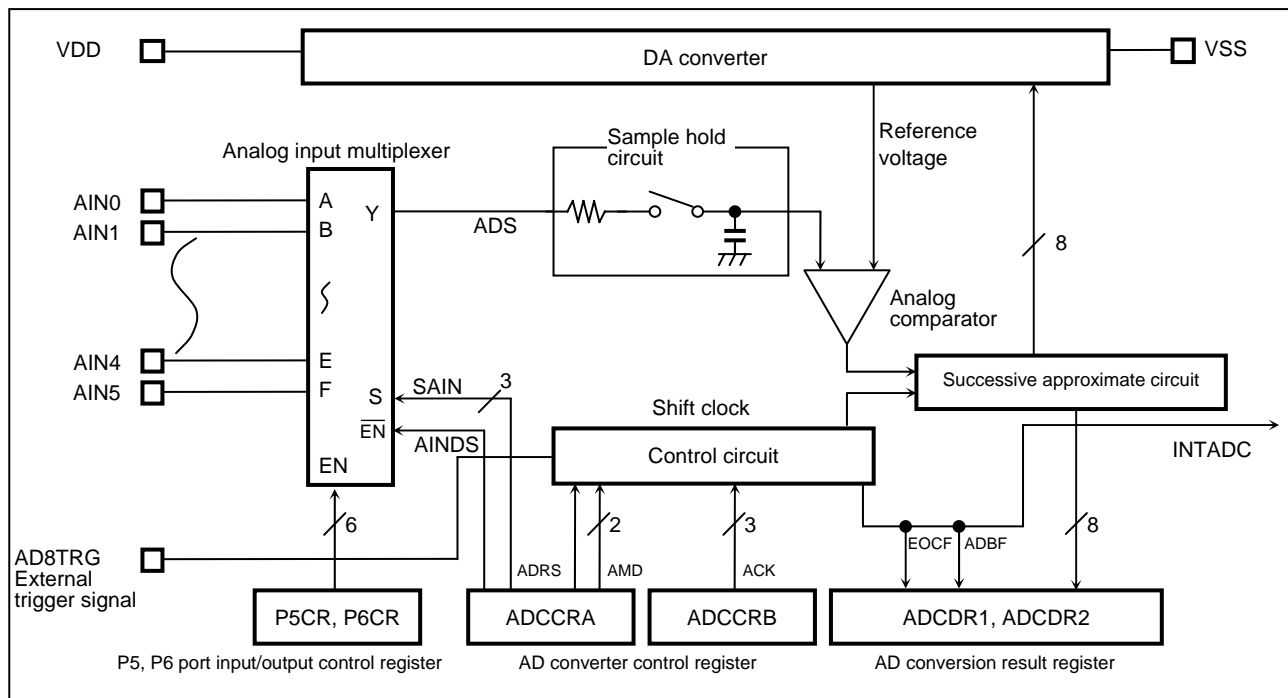 VDD
DA converter
VSS
Analog input multiplexer
Sample hold
circuit
Reference
voltage
AIN0
A
Y
ADS
AIN1
B
8
Analog
comparator
AIN4
E
AIN5
F
SAIN
3
S
Successive approximate circuit
Shift clock
EN
AINDS
Control circuit
INTADC
EN
6
2
3
8
EOCF
ADBF
AD8TRG
External
trigger signal
ADRS
AMD
ACK
P5CR, P6CR
ADCCRA
ADCCRB
ADCDR1, ADCDR2
P5, P6 port input/output control register
AD converter control register
AD conversion result register